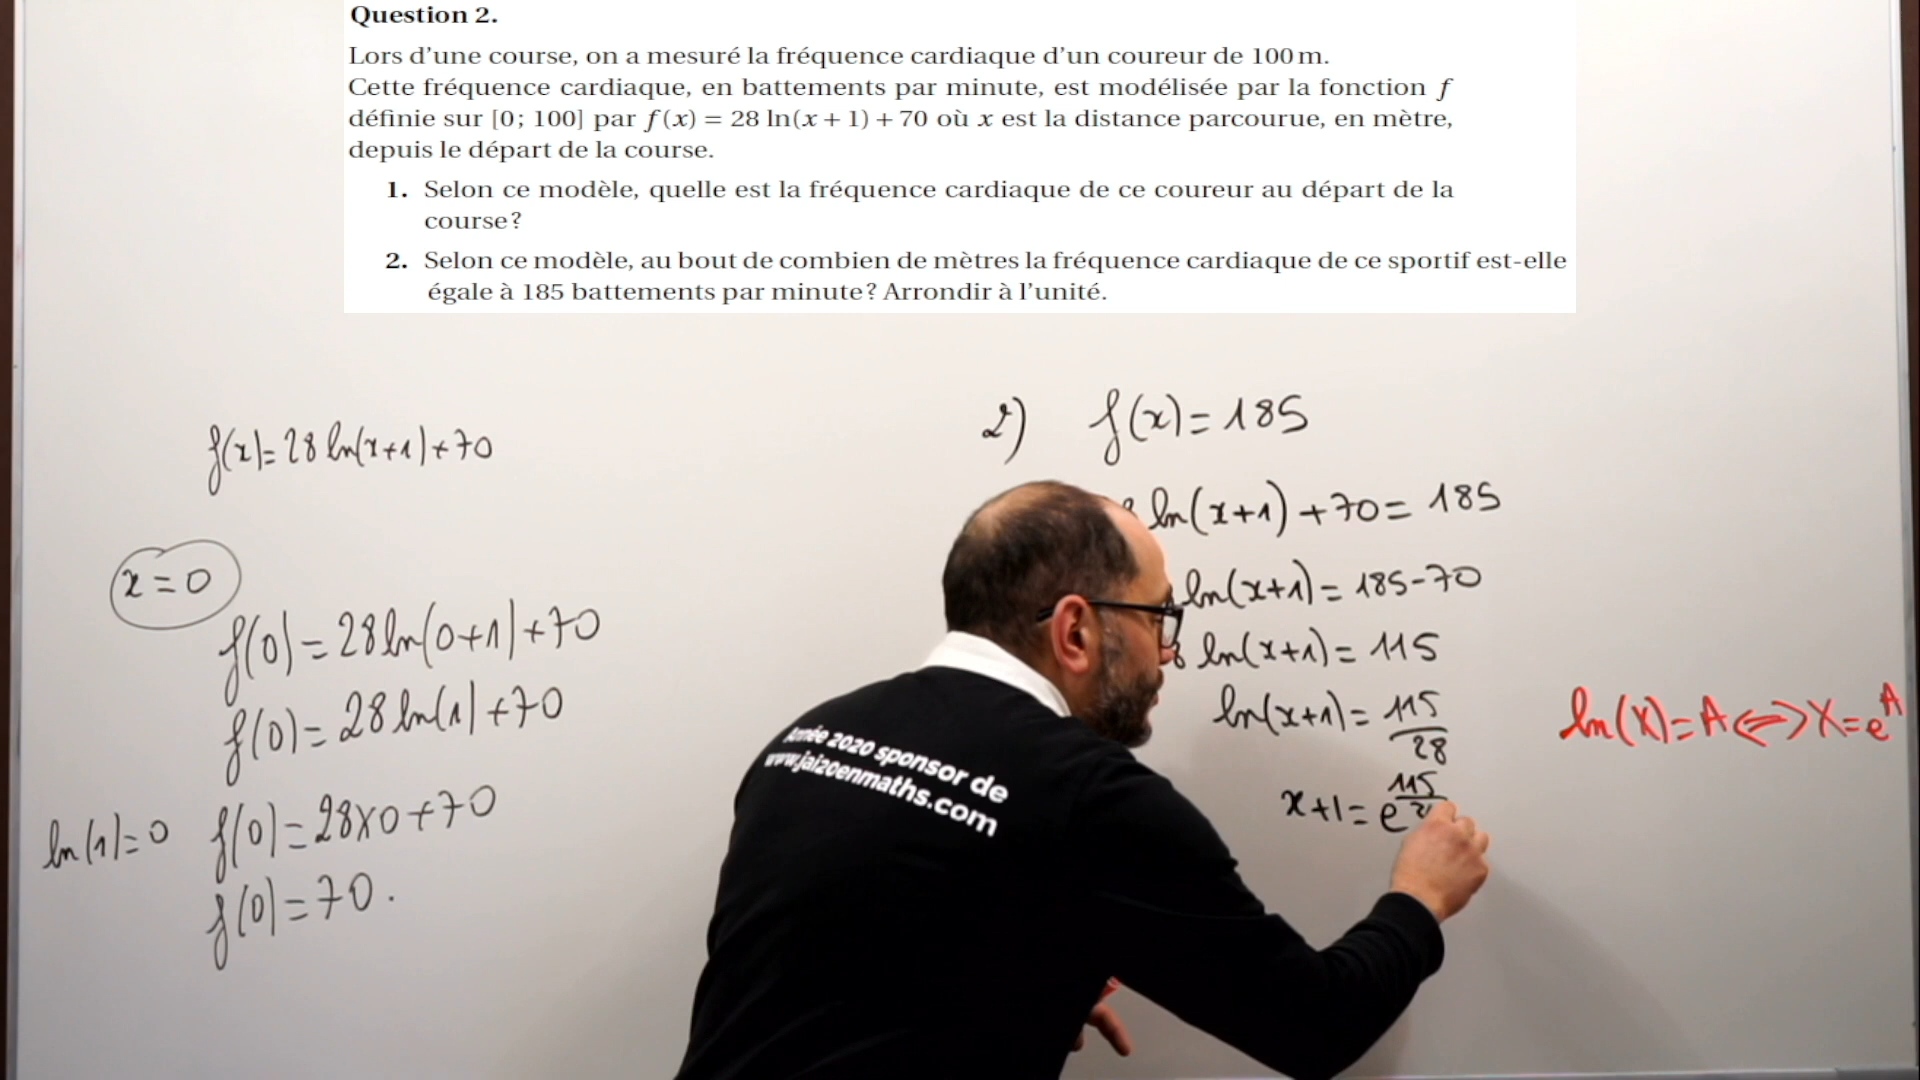 Question 2.
Lors d'une course, on a mesuré la fréquence cardiaque d'un coureur de 100 m.
Cette fréquence cardiaque, en battements par minute, est modélisée par la fonction f
définie sur [0; 100] par f(x) = 28 ln(x + 1) + 70 où x est la distance parcourue, en mètre,
depuis le départ de la course.
1. Selon ce modèle, quelle est la fréquence cardiaque de ce coureur au départ de la
course?
2. Selon ce modèle, au bout de combien de mètres la fréquence cardiaque de ce sportif est-elle
égale à 185 battements par minute? Arrondir à l'unité.
f(x)=28 ln(x+1)+70
x=0
f(0)=28ln(0+1)+70
f(0)=28 ln(1)+70
ln(1)=0 f(0)=28x0+70
f(0)=70.
2) f(x)=185
ln(x+1)+70=185
ln(x+1)=185-70
8 ln(x+1)=115
ln(x+1)=115/28
x+1=e^115/2
ln(X)=A⟺X=e^A
Année 2020 sponsor de
www.jai20enmaths.com